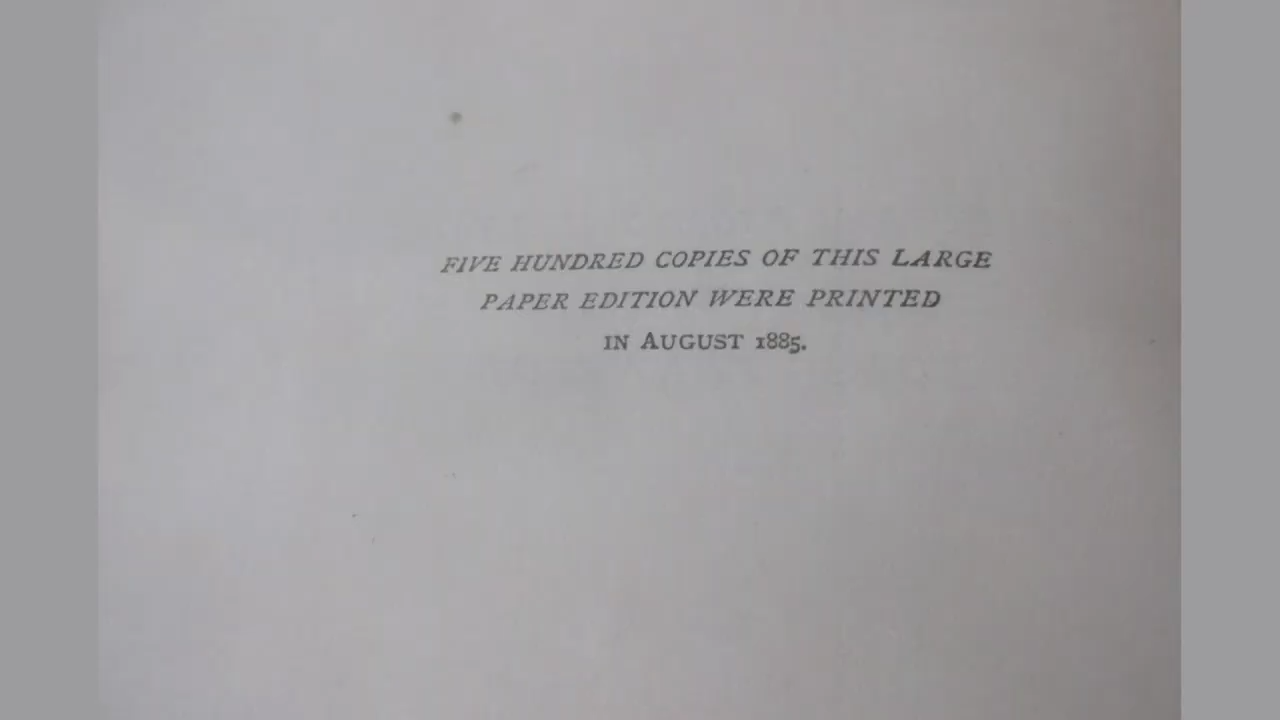 FIVE HUNDRED COPIES OF THIS LARGE
PAPER EDITION WERE PRINTED
IN AUGUST 1885.